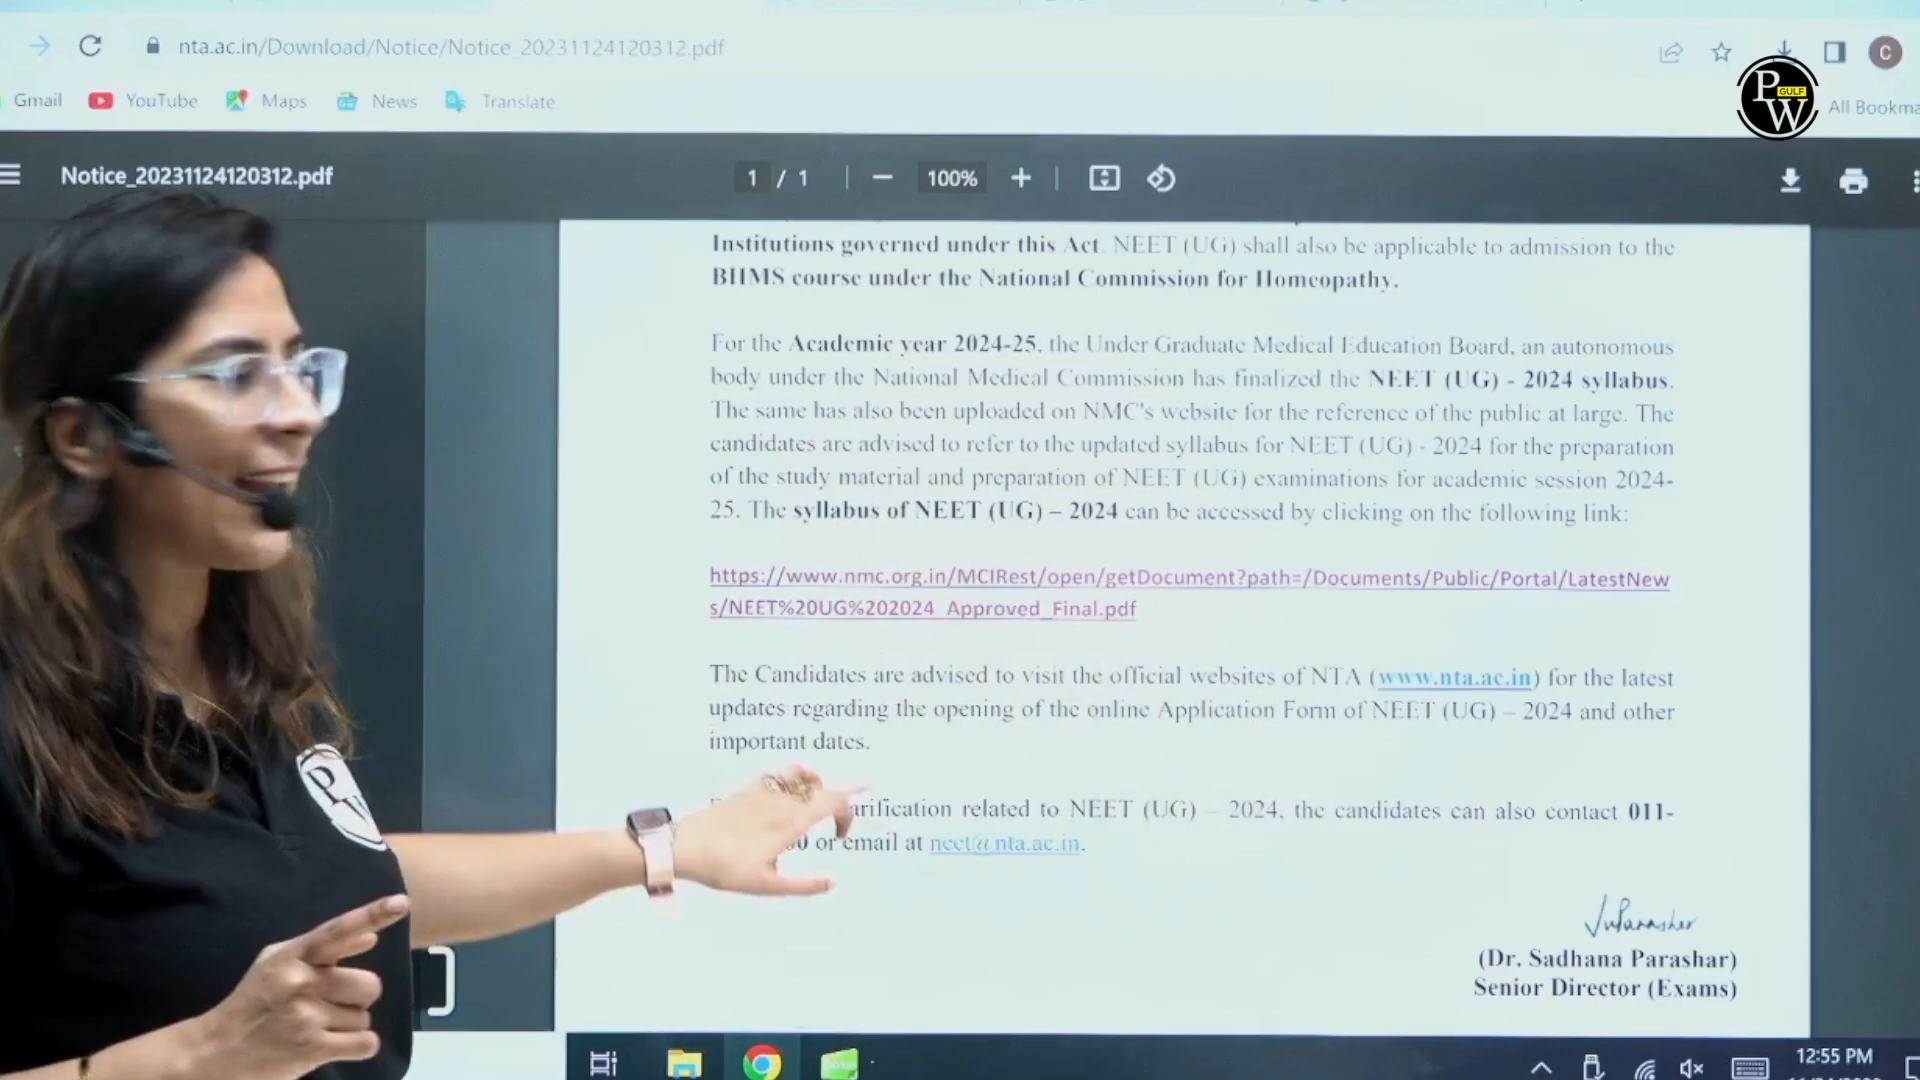 nta.ac.in/Download/Notice/Notice_20231124120312.pdf
Gmail YouTube Maps News Translate
P GULF W
All Bookma
Notice_20231124120312.pdf 1 / 1 100%
Institutions governed under this Act. NEET (UG) shall also be applicable to admission to the
BHMS course under the National Commission for Homeopathy.
For the Academic year 2024-25, the Under Graduate Medical Education Board, an autonomous
body under the National Medical Commission has finalized the NEET (UG) - 2024 syllabus.
The same has also been uploaded on NMC's website for the reference of the public at large. The
candidates are advised to refer to the updated syllabus for NEET (UG) - 2024 for the preparation
of the study material and preparation of NEET (UG) examinations for academic session 2024-
25. The syllabus of NEET (UG) – 2024 can be accessed by clicking on the following link:
https://www.nmc.org.in/MCIRest/open/getDocument?path=/Documents/Public/Portal/LatestNew
s/NEET%20UG%202024_Approved_Final.pdf
The Candidates are advised to visit the official websites of NTA (www.nta.ac.in) for the latest
updates regarding the opening of the online Application Form of NEET (UG) – 2024 and other
important dates.
related to NEET (UG) – 2024, the candidates can also contact 011-
or email at neet@nta.ac.in.
(Dr. Sadhana Parashar)
Senior Director (Exams)
PW
12:55 PM